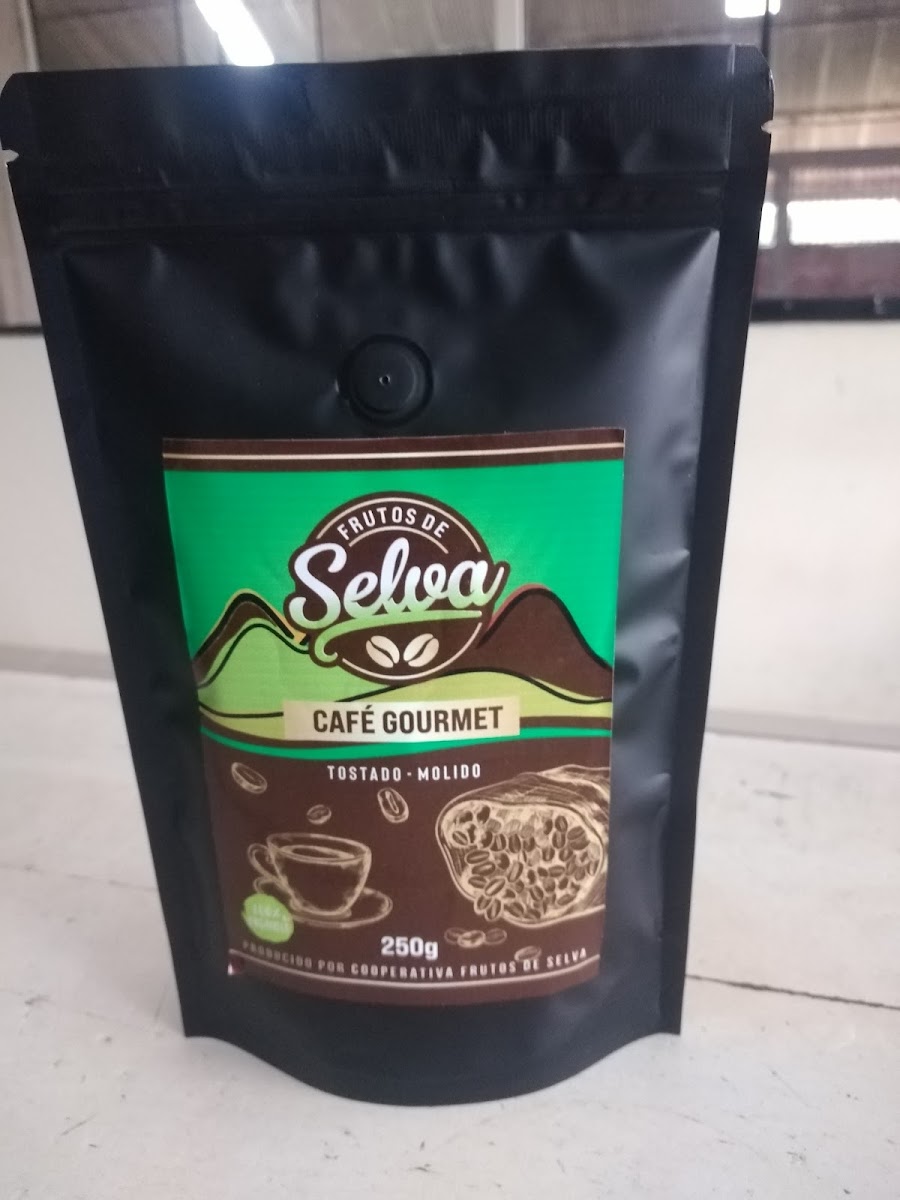 FRUTOS DE
Selva
CAFÉ GOURMET
TOSTADO - MOLIDO
250g
PRODUCIDO POR COOPERATIVA FRUTOS DE SELVA